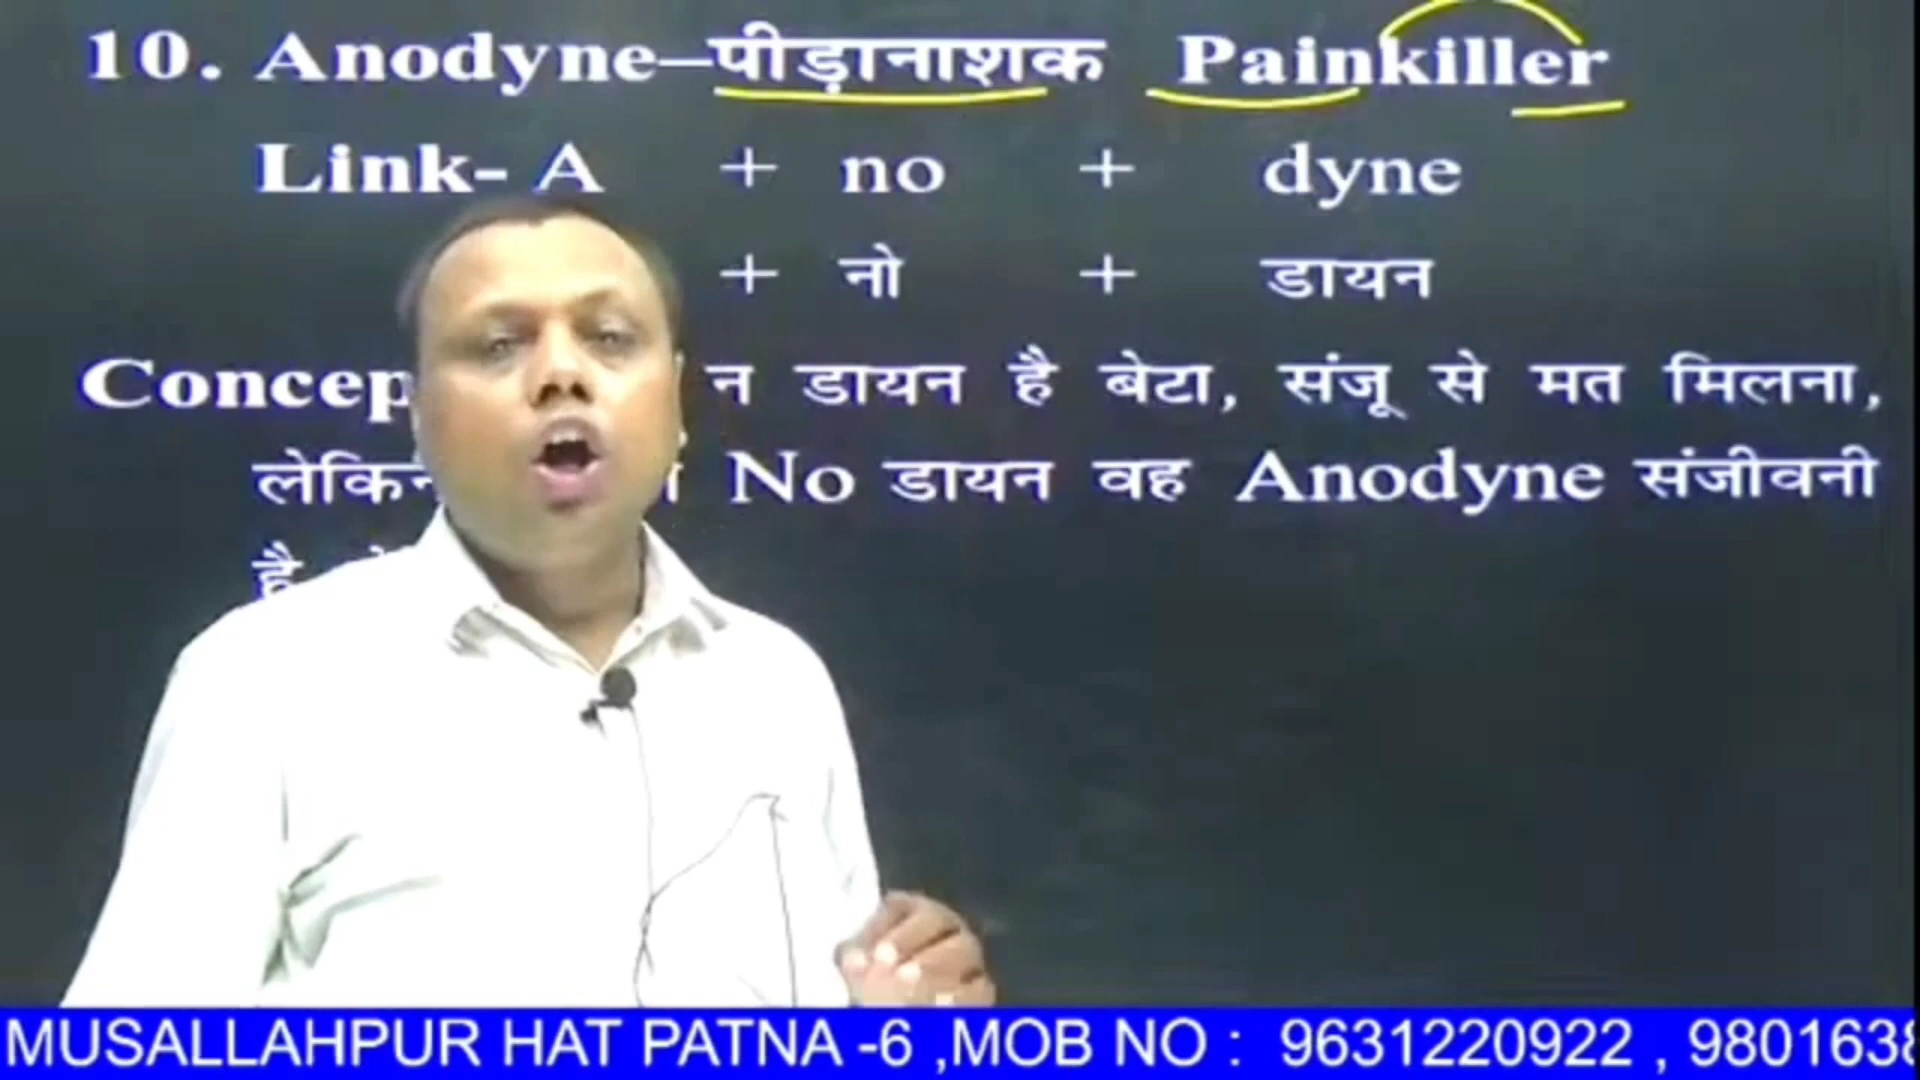 10. Anodyne–पीड़ानाशक Painkiller
Link- A + no + dyne
+ नो + डायन
न डायन है बेटा, संजू से मत मिलना,
No डायन वह Anodyne संजीवनी
है
MUSALLAHPUR HAT PATNA -6 ,MOB NO : 9631220922 , 980163